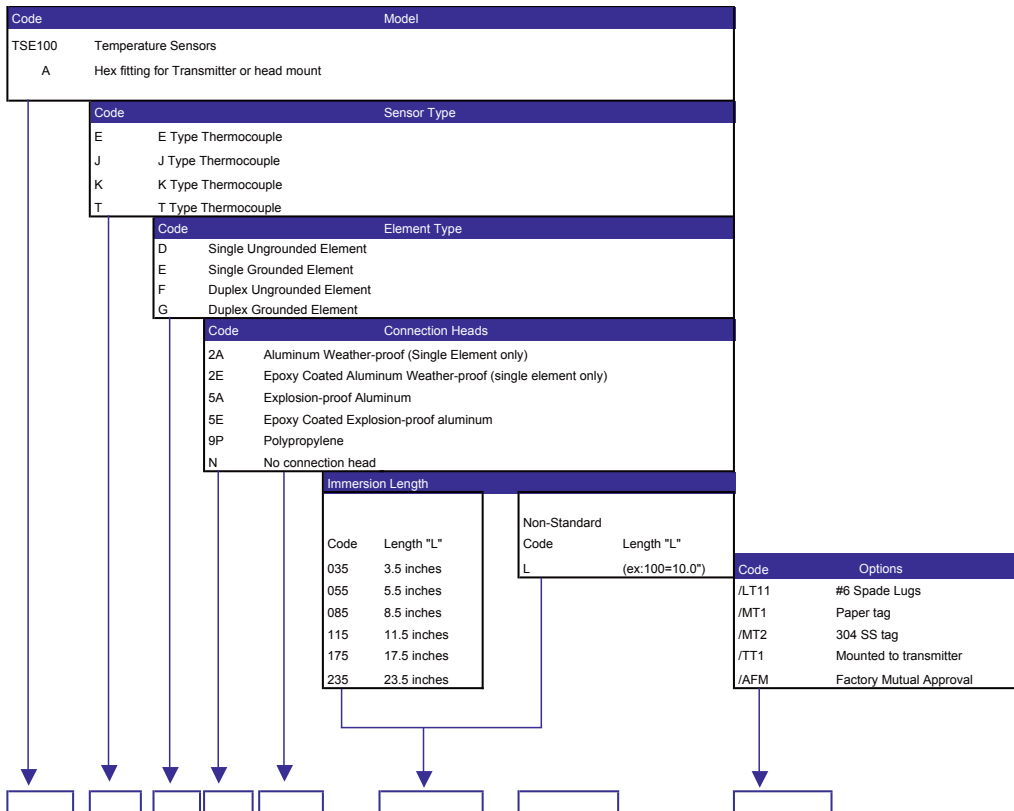 Code Model
TSE100 Temperature Sensors
A Hex fitting for Transmitter or head mount
Code Sensor Type
E E Type Thermocouple
J J Type Thermocouple
K K Type Thermocouple
T T Type Thermocouple
Code Element Type
D Single Ungrounded Element
E Single Grounded Element
F Duplex Ungrounded Element
G Duplex Grounded Element
Code Connection Heads
2A Aluminum Weather-proof (Single Element only)
2E Epoxy Coated Aluminum Weather-proof (single element only)
5A Explosion-proof Aluminum
5E Epoxy Coated Explosion-proof aluminum
9P Polypropylene
N No connection head
Immersion Length
Code Length "L"
035 3.5 inches
055 5.5 inches
085 8.5 inches
115 11.5 inches
175 17.5 inches
235 23.5 inches
Non-Standard
Code Length "L"
L (ex:100=10.0")
Code Options
/LT11 #6 Spade Lugs
/MT1 Paper tag
/MT2 304 SS tag
/TT1 Mounted to transmitter
/AFM Factory Mutual Approval